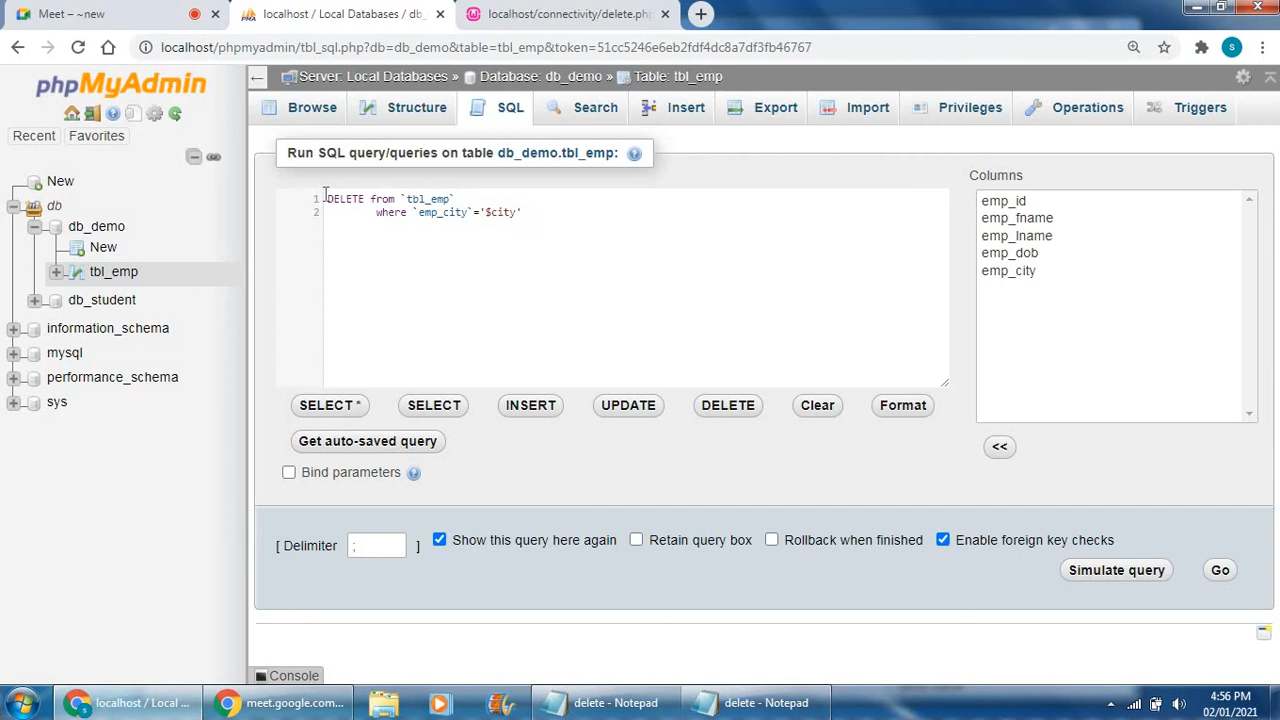 Meet – ~new
localhost / Local Databases / db_
localhost/connectivity/delete.php
localhost/phpmyadmin/tbl_sql.php?db=db_demo&table=tbl_emp&token=51cc5246e6eb2fdf4dc8a7df3fb46767
S
phpMyAdmin
Recent
Favorites
New
db
db_demo
New
tbl_emp
db_student
information_schema
mysql
performance_schema
sys
Server: Local Databases » Database: db_demo » Table: tbl_emp
Browse
Structure
SQL
Search
Insert
Export
Import
Privileges
Operations
Triggers
Run SQL query/queries on table db_demo.tbl_emp:
1 DELETE from `tbl_emp`
2 where `emp_city`='$city'
Columns
emp_id
emp_fname
emp_lname
emp_dob
emp_city
SELECT *
SELECT
INSERT
UPDATE
DELETE
Clear
Format
<<
Get auto-saved query
Bind parameters
[ Delimiter ; ]
Show this query here again
Retain query box
Rollback when finished
Enable foreign key checks
Simulate query
Go
Console
localhost / Local ...
meet.google.com...
delete - Notepad
delete - Notepad
4:56 PM
02/01/2021